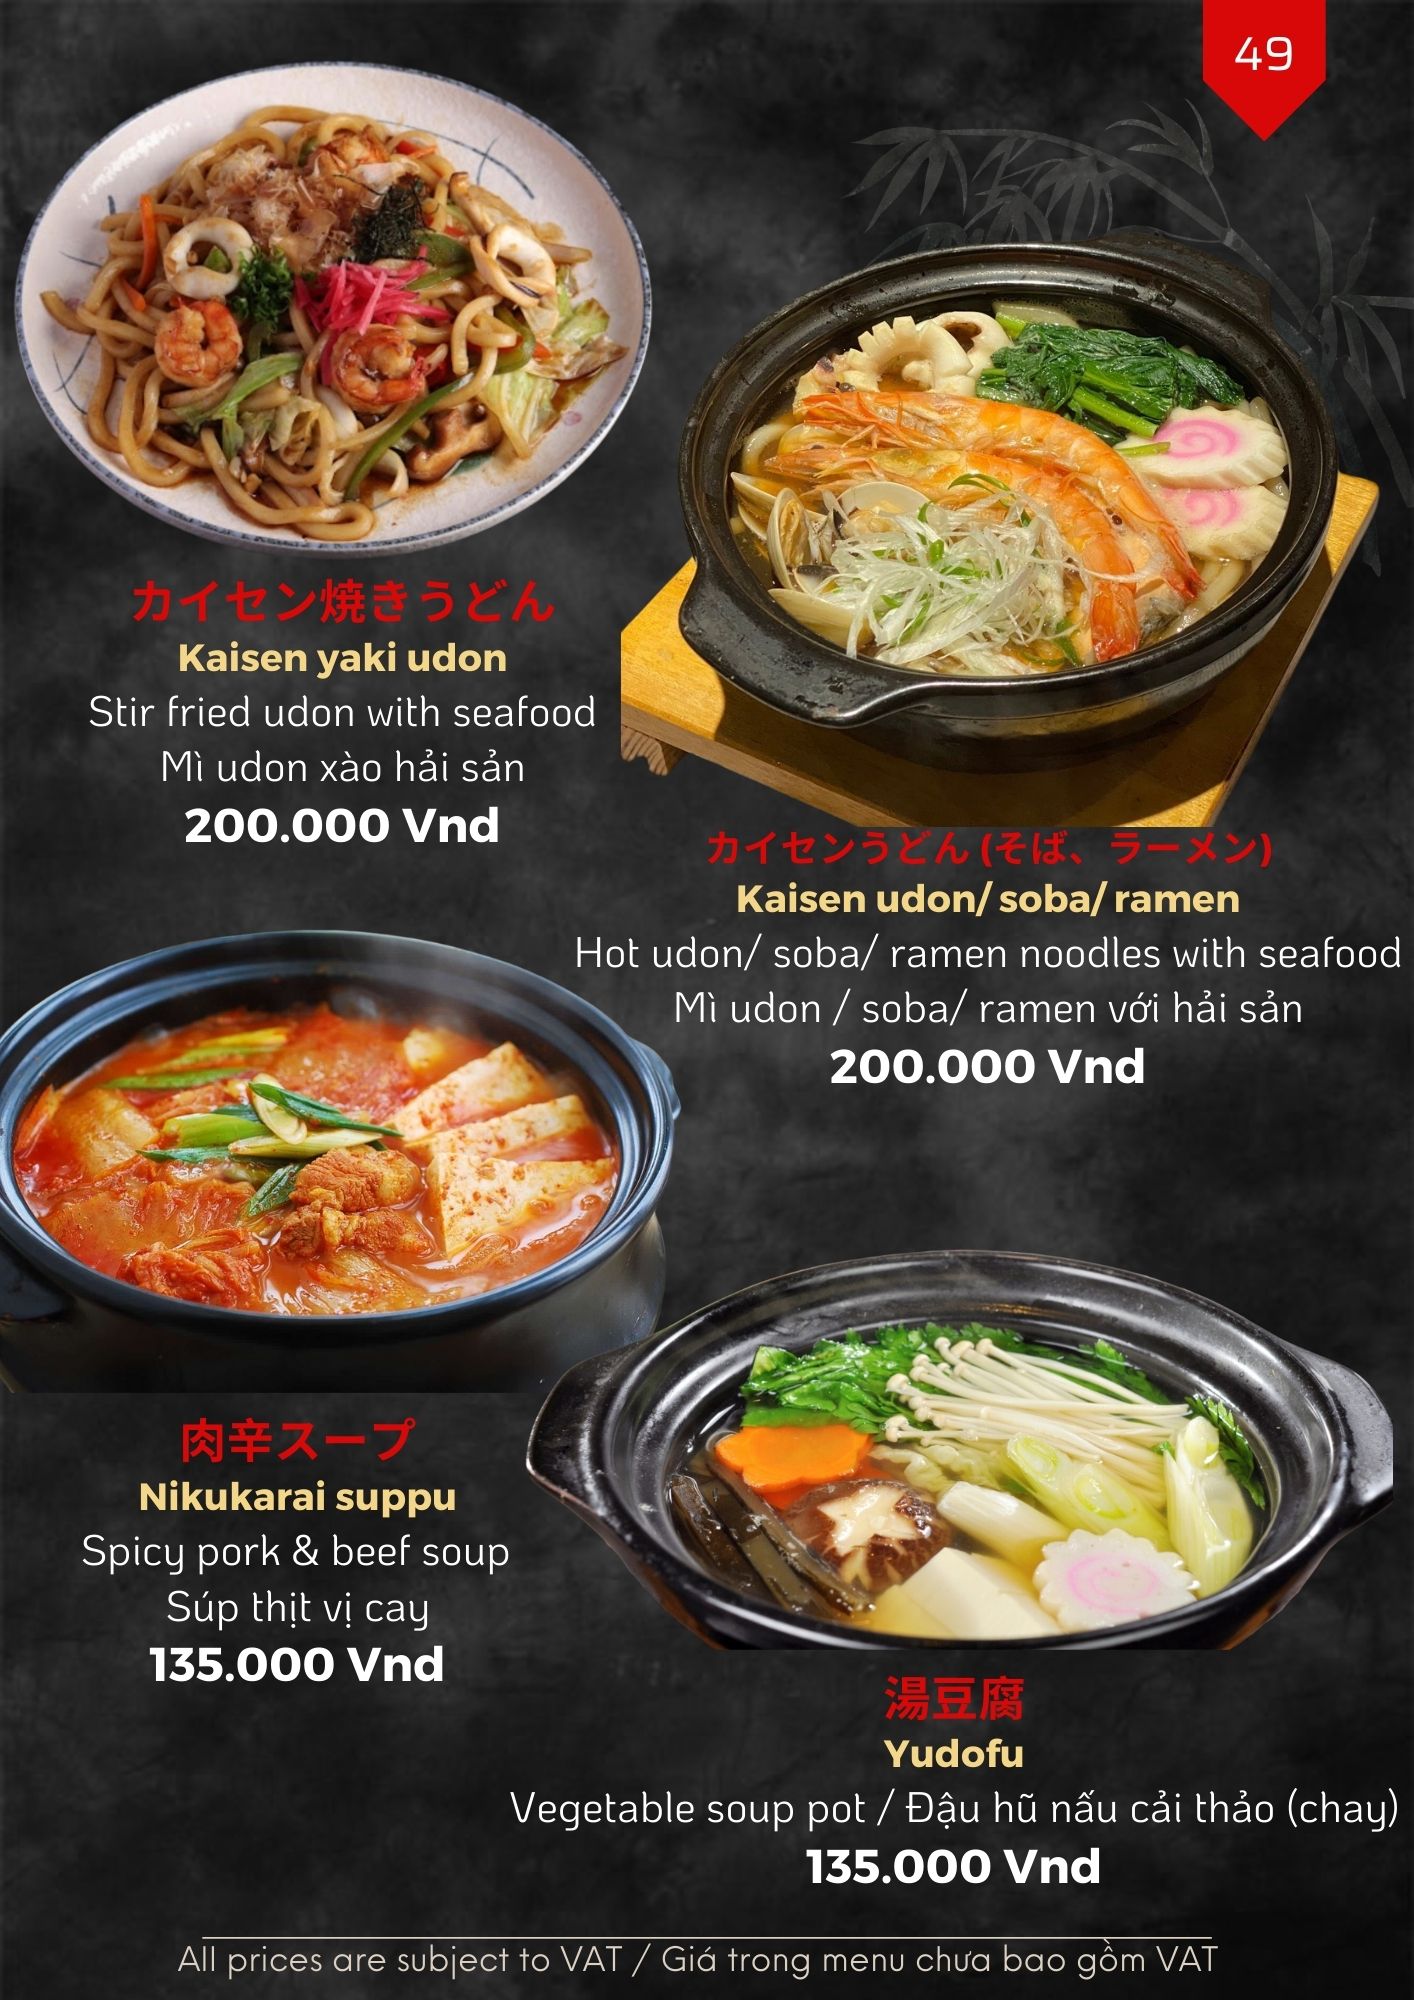 49
カイセン焼きうどん
Kaisen yaki udon
Stir fried udon with seafood
Mì udon xào hải sản
200.000 Vnd
カイセンうどん (そば、ラーメン)
Kaisen udon/ soba/ ramen
Hot udon/ soba/ ramen noodles with seafood
Mì udon / soba/ ramen với hải sản
200.000 Vnd
肉辛スープ
Nikukarai suppu
Spicy pork & beef soup
Súp thịt vị cay
135.000 Vnd
湯豆腐
Yudofu
Vegetable soup pot / Đậu hũ nấu cải thảo (chay)
135.000 Vnd
All prices are subject to VAT / Giá trong menu chưa bao gồm VAT